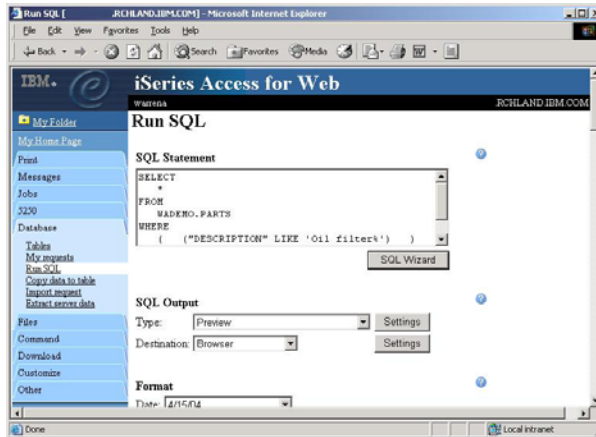 Run SQL [ .RCHLAND.IBM.COM] - Microsoft Internet Explorer
File Edit View Favorites Tools Help
Back Search Favorites Media
IBM.
iSeries Access for Web
warrena .RCHLAND.IBM.COM
My Folder
Run SQL
My Home Page
Print
Messages
Jobs
5250
Database
Tables
My requests
Run SQL
Copy data to table
Import request
Extract server data
Files
Command
Download
Customize
Other
SQL Statement
SELECT
*
FROM
WADEMO.PARTS
WHERE
( ("DESCRIPTION" LIKE 'Oil filter%') )
SQL Wizard
SQL Output
Type: Preview Settings
Destination: Browser Settings
Format
Date: 4/15/04
Done Local intranet